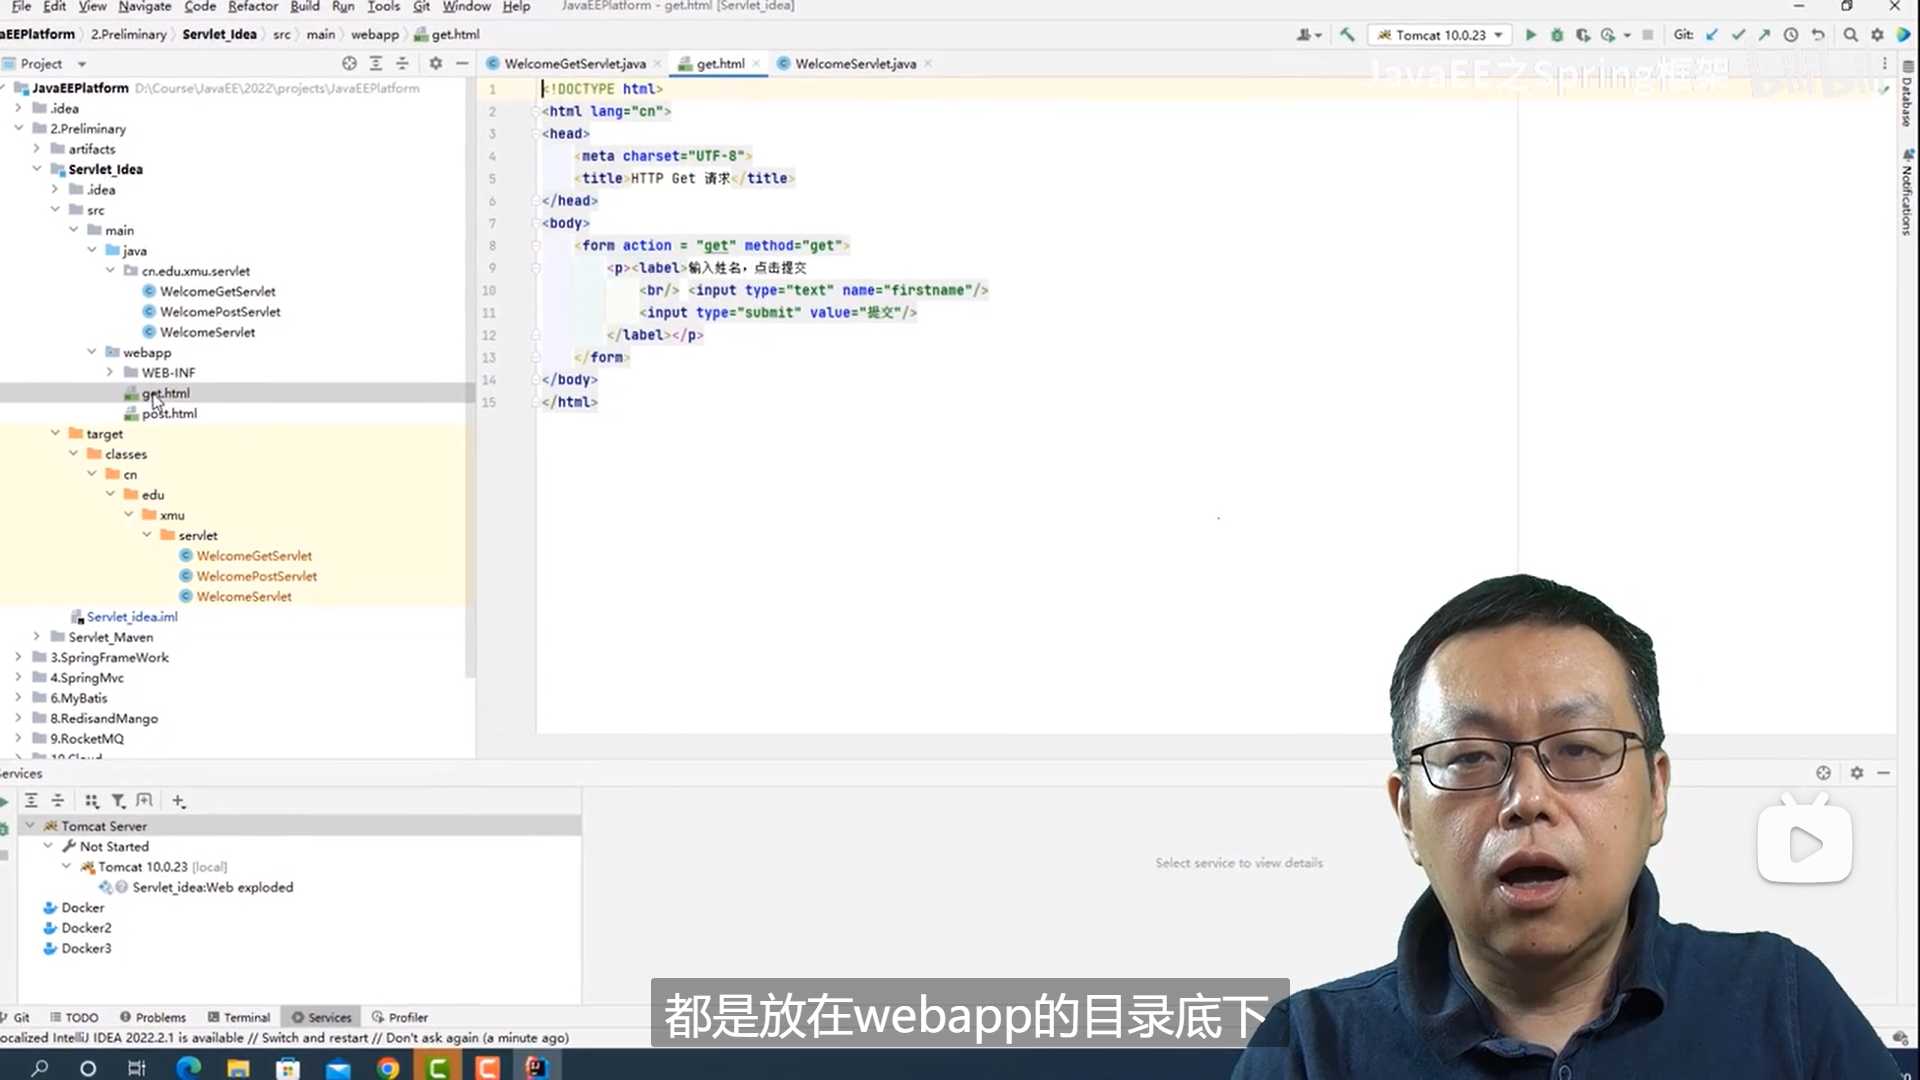 File Edit View Navigate Code Refactor Build Run Tools Git Window Help JavaEEPlatform - get.html [Servlet_idea]
aEEPlatform 2.Preliminary Servlet_Idea src main webapp get.html Tomcat 10.0.23 Git:
Project WelcomeGetServlet.java get.html WelcomeServlet.java
JavaEE之Spring框架 bilibili
JavaEEPlatform D:\Course\JavaEE\2022\projects\JavaEEPlatform
.idea
2.Preliminary
artifacts
Servlet_Idea
.idea
src
main
java
cn.edu.xmu.servlet
WelcomeGetServlet
WelcomePostServlet
WelcomeServlet
webapp
WEB-INF
get.html
post.html
target
classes
cn
edu
xmu
servlet
WelcomeGetServlet
WelcomePostServlet
WelcomeServlet
Servlet_idea.iml
Servlet_Maven
3.SpringFrameWork
4.SpringMvc
6.MyBatis
8.RedisandMango
9.RocketMQ
10.Cloud
1 <!DOCTYPE html>
2 <html lang="cn">
3 <head>
4 <meta charset="UTF-8">
5 <title>HTTP Get 请求</title>
6 </head>
7 <body>
8 <form action = "get" method="get">
9 <p><label>输入姓名，点击提交
10 <br/> <input type="text" name="firstname"/>
11 <input type="submit" value="提交"/>
12 </label></p>
13 </form>
14 </body>
15 </html>
Database
Notifications
ervices
Tomcat Server
Not Started
Tomcat 10.0.23 [local]
Servlet_idea:Web exploded
Docker
Docker2
Docker3
Select service to view details
都是放在webapp的目录底下
Git TODO Problems Terminal Services Profiler
ocalized IntelliJ IDEA 2022.2.1 is available // Switch and restart // Don't ask again (a minute ago)